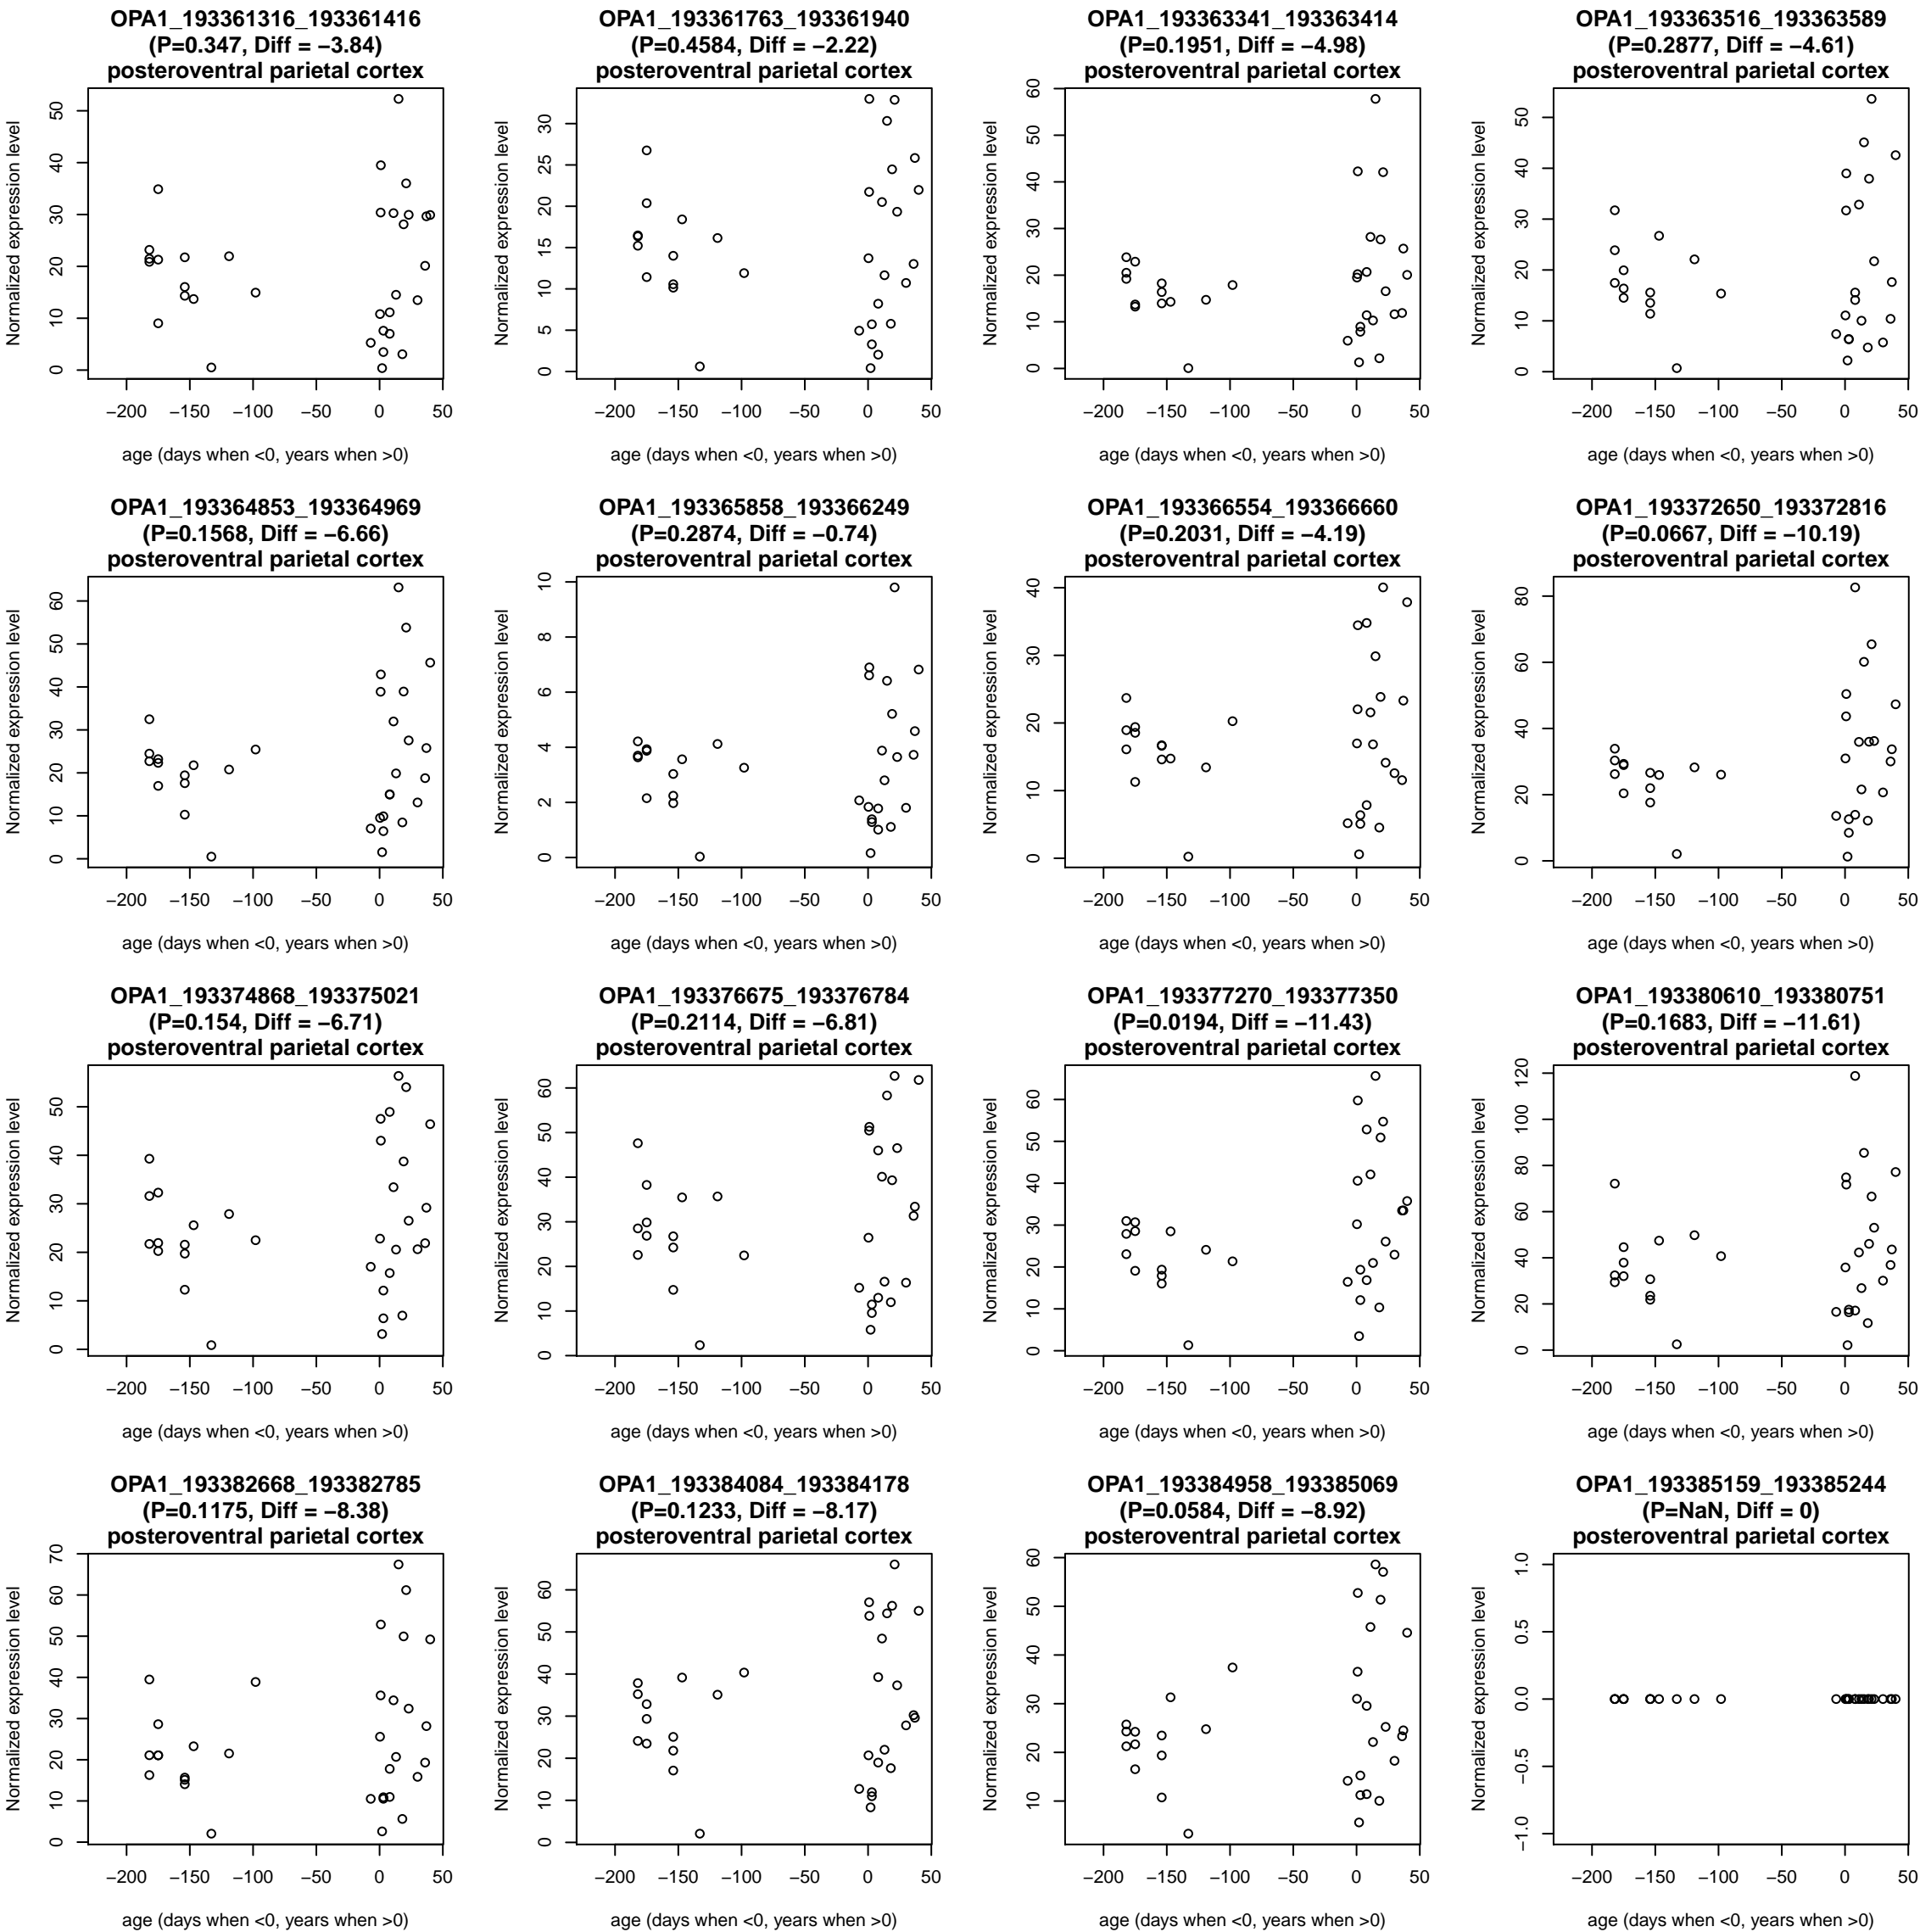 OPA1_193361316_193361416
(P=0.347, Diff = −3.84)
posteroventral parietal cortex
Normalized expression level
0 10 20 30 40 50
−200 −150 −100 −50 0 50
age (days when <0, years when >0)
OPA1_193361763_193361940
(P=0.4584, Diff = −2.22)
posteroventral parietal cortex
Normalized expression level
0 5 10 15 20 25 30
−200 −150 −100 −50 0 50
age (days when <0, years when >0)
OPA1_193363341_193363414
(P=0.1951, Diff = −4.98)
posteroventral parietal cortex
Normalized expression level
0 10 20 30 40 50 60
−200 −150 −100 −50 0 50
age (days when <0, years when >0)
OPA1_193363516_193363589
(P=0.2877, Diff = −4.61)
posteroventral parietal cortex
Normalized expression level
0 10 20 30 40 50
−200 −150 −100 −50 0 50
age (days when <0, years when >0)
OPA1_193364853_193364969
(P=0.1568, Diff = −6.66)
posteroventral parietal cortex
Normalized expression level
0 10 20 30 40 50 60
−200 −150 −100 −50 0 50
age (days when <0, years when >0)
OPA1_193365858_193366249
(P=0.2874, Diff = −0.74)
posteroventral parietal cortex
Normalized expression level
0 2 4 6 8 10
−200 −150 −100 −50 0 50
age (days when <0, years when >0)
OPA1_193366554_193366660
(P=0.2031, Diff = −4.19)
posteroventral parietal cortex
Normalized expression level
0 10 20 30 40
−200 −150 −100 −50 0 50
age (days when <0, years when >0)
OPA1_193372650_193372816
(P=0.0667, Diff = −10.19)
posteroventral parietal cortex
Normalized expression level
0 20 40 60 80
−200 −150 −100 −50 0 50
age (days when <0, years when >0)
OPA1_193374868_193375021
(P=0.154, Diff = −6.71)
posteroventral parietal cortex
Normalized expression level
0 10 20 30 40 50
−200 −150 −100 −50 0 50
age (days when <0, years when >0)
OPA1_193376675_193376784
(P=0.2114, Diff = −6.81)
posteroventral parietal cortex
Normalized expression level
0 10 20 30 40 50 60
−200 −150 −100 −50 0 50
age (days when <0, years when >0)
OPA1_193377270_193377350
(P=0.0194, Diff = −11.43)
posteroventral parietal cortex
Normalized expression level
0 10 20 30 40 50 60
−200 −150 −100 −50 0 50
age (days when <0, years when >0)
OPA1_193380610_193380751
(P=0.1683, Diff = −11.61)
posteroventral parietal cortex
Normalized expression level
0 20 40 60 80 100 120
−200 −150 −100 −50 0 50
age (days when <0, years when >0)
OPA1_193382668_193382785
(P=0.1175, Diff = −8.38)
posteroventral parietal cortex
Normalized expression level
0 10 20 30 40 50 60 70
−200 −150 −100 −50 0 50
age (days when <0, years when >0)
OPA1_193384084_193384178
(P=0.1233, Diff = −8.17)
posteroventral parietal cortex
Normalized expression level
0 10 20 30 40 50 60
−200 −150 −100 −50 0 50
age (days when <0, years when >0)
OPA1_193384958_193385069
(P=0.0584, Diff = −8.92)
posteroventral parietal cortex
Normalized expression level
10 20 30 40 50 60
−200 −150 −100 −50 0 50
age (days when <0, years when >0)
OPA1_193385159_193385244
(P=NaN, Diff = 0)
posteroventral parietal cortex
Normalized expression level
−1.0 −0.5 0.0 0.5 1.0
−200 −150 −100 −50 0 50
age (days when <0, years when >0)